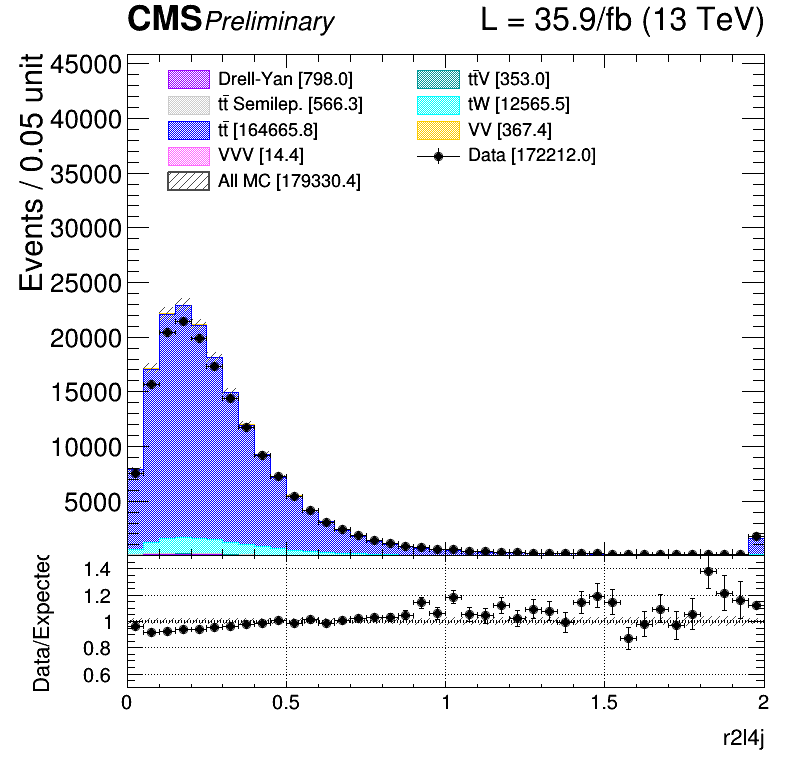 CMS Preliminary L = 35.9/fb (13 TeV)
Events / 0.05 unit
45000
40000
35000
30000
25000
20000
15000
10000
5000
Drell-Yan [798.0]
tt̄ Semilep. [566.3]
tt̄ [164665.8]
VVV [14.4]
All MC [179330.4]
tt̄V [353.0]
tW [12565.5]
VV [367.4]
Data [172212.0]
Data/Expected
1.4
1.2
1
0.8
0.6
0 0.5 1 1.5 2
r2l4j